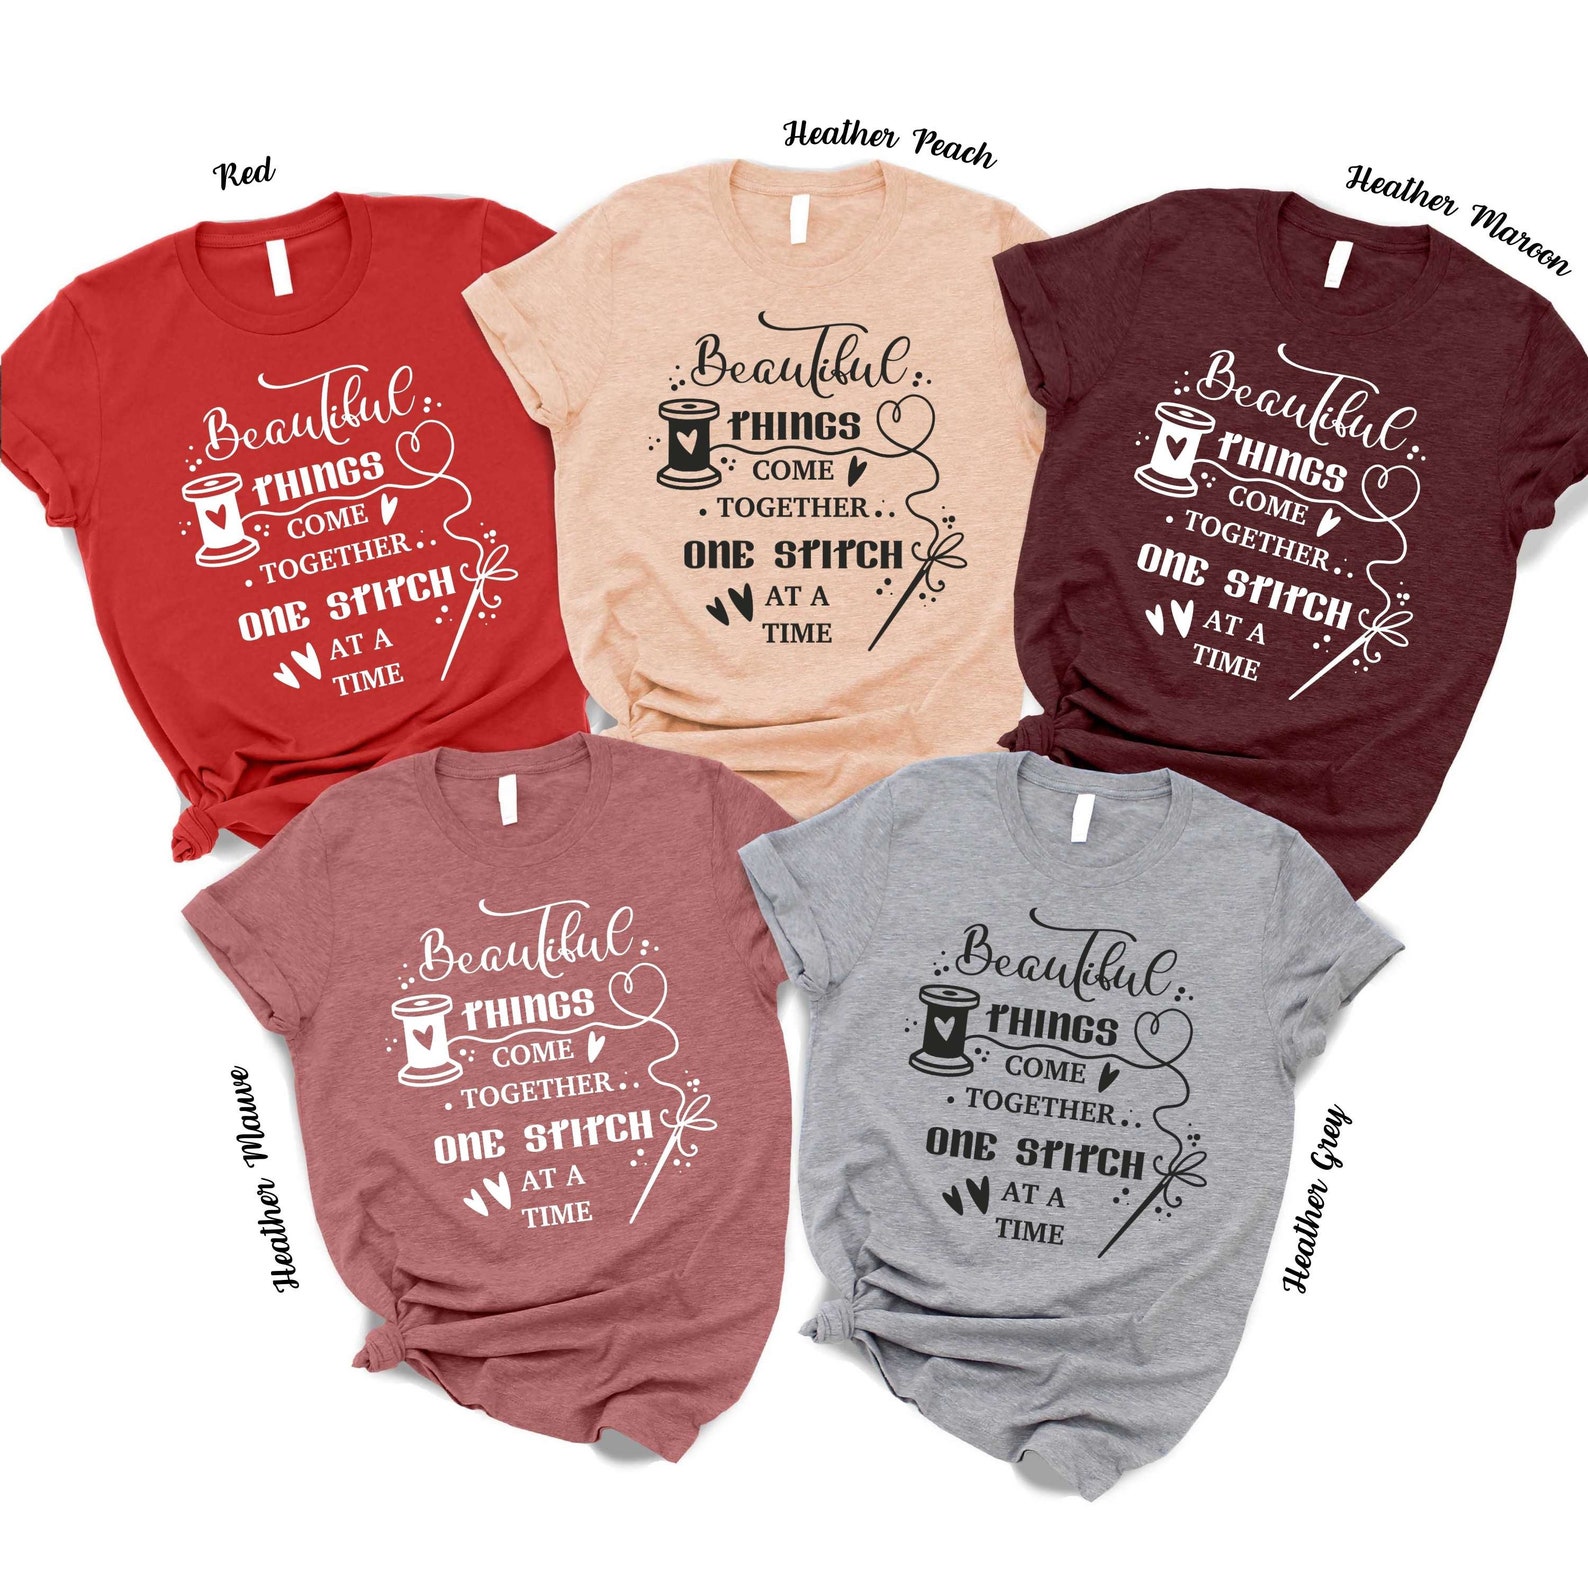 Red
Beautiful
THINGS
COME
TOGETHER
ONE STITCH
AT A
TIME
Heather Peach
Beautiful
THINGS
COME
TOGETHER
ONE STITCH
AT A
TIME
Heather Maroon
Beautiful
THINGS
COME
TOGETHER
ONE STITCH
AT A
TIME
Heather Mauve
Beautiful
THINGS
COME
TOGETHER
ONE STITCH
AT A
TIME
Heather Grey
Beautiful
THINGS
COME
TOGETHER
ONE STITCH
AT A
TIME